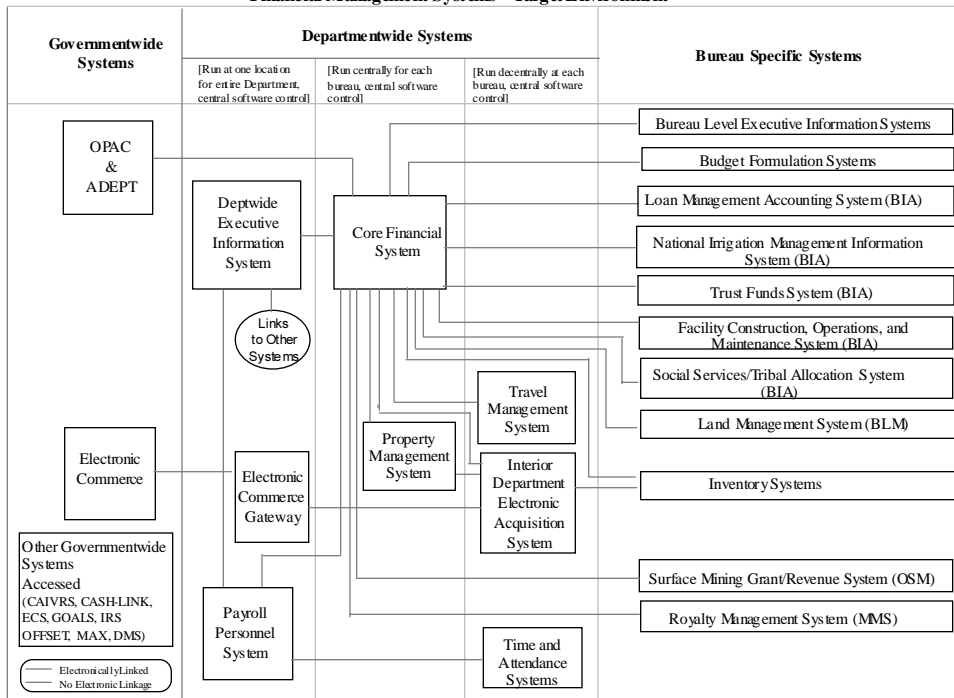 Financial Management Systems - Target Environment
Governmentwide
Systems
Departmentwide Systems
Bureau Specific Systems
[Run at one location
for entire Department,
central software control]
[Run centrally for each
bureau, central software
control]
[Run decentrally at each
bureau, central software
control]
OPAC
&
ADEPT
Deptwide
Executive
Information
System
Links
to Other
Systems
Core Financial
System
Bureau Level Executive Information Systems
Budget Formulation Systems
Loan Management Accounting System (BIA)
National Irrigation Management Information
System (BIA)
Trust Funds System (BIA)
Facility Construction, Operations, and
Maintenance System (BIA)
Social Services/Tribal Allocation System
(BIA)
Land Management System (BLM)
Inventory Systems
Surface Mining Grant/Revenue System (OSM)
Royalty Management System (MMS)
Travel
Management
System
Property
Management
System
Interior
Department
Electronic
Acquisition
System
Electronic
Commerce
Electronic
Commerce
Gateway
Other Governmentwide
Systems
Accessed
(CAIVRS, CASH-LINK,
ECS, GOALS, IRS
OFFSET, MAX, DMS)
Payroll
Personnel
System
Time and
Attendance
Systems
Electronically Linked
No Electronic Linkage